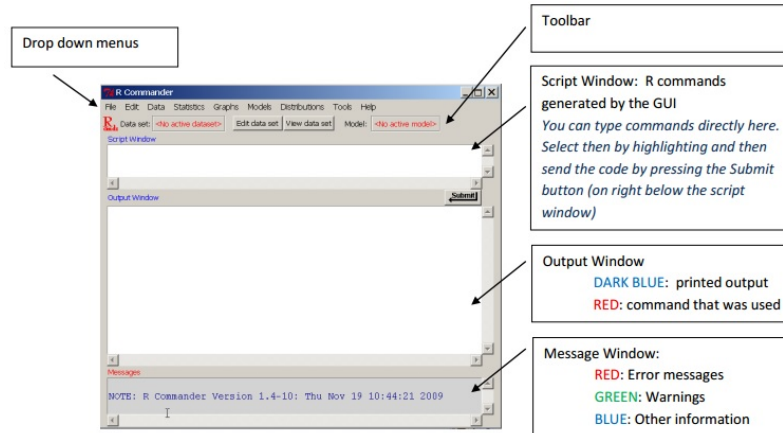 Drop down menus
Toolbar
Script Window: R commands
generated by the GUI
You can type commands directly here.
Select then by highlighting and then
send the code by pressing the Submit
button (on right below the script
window)
Output Window
DARK BLUE: printed output
RED: command that was used
Message Window:
RED: Error messages
GREEN: Warnings
BLUE: Other information
R Commander
File Edit Data Statistics Graphs Models Distributions Tools Help
R Data set: <No active dataset> Edit data set View data set Model: <No active model>
Script Window
Output Window Submit
Messages
NOTE: R Commander Version 1.4-10: Thu Nov 19 10:44:21 2009